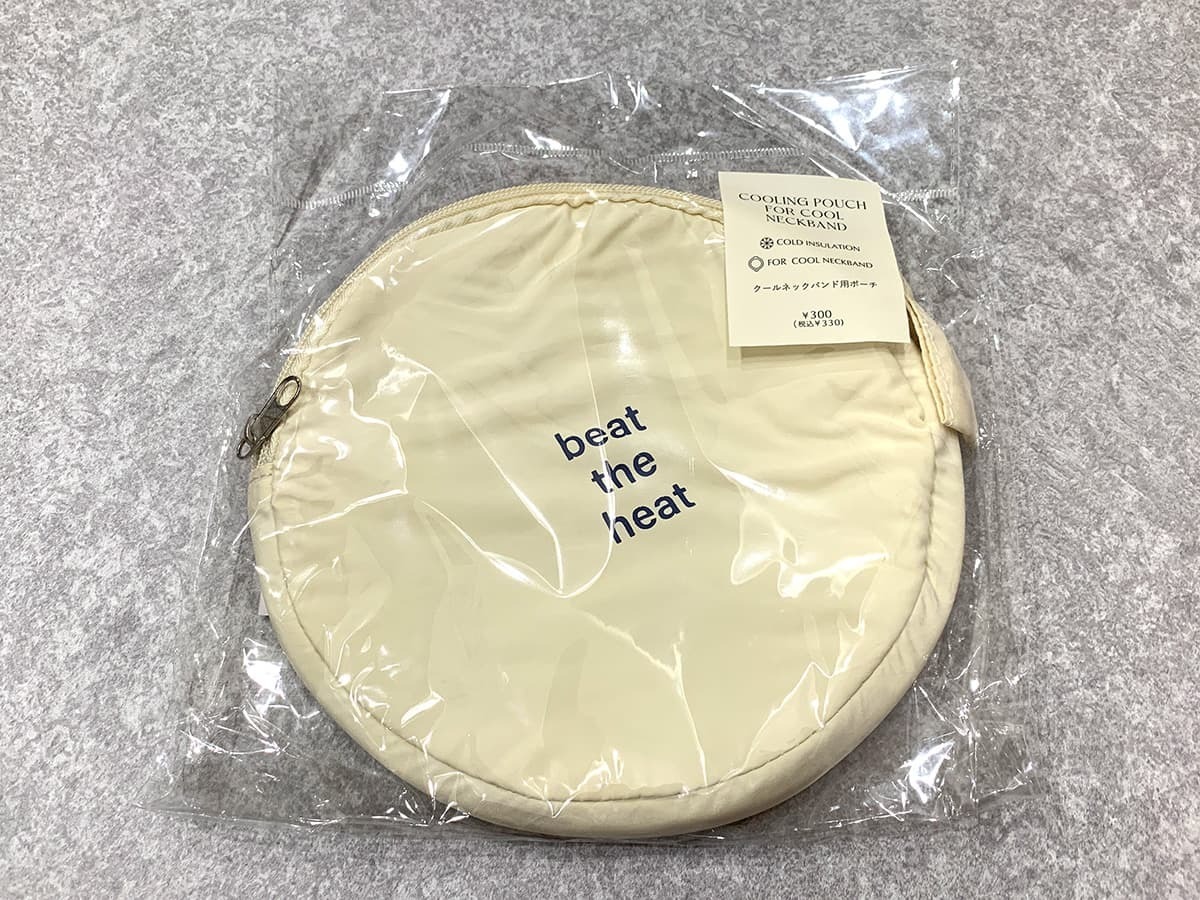 COOLING POUCH
FOR COOL
NECKBAND
COLD INSULATION
FOR COOL NECKBAND
クールネックバンド用ポーチ
¥300
(税込¥330)
beat
the
heat